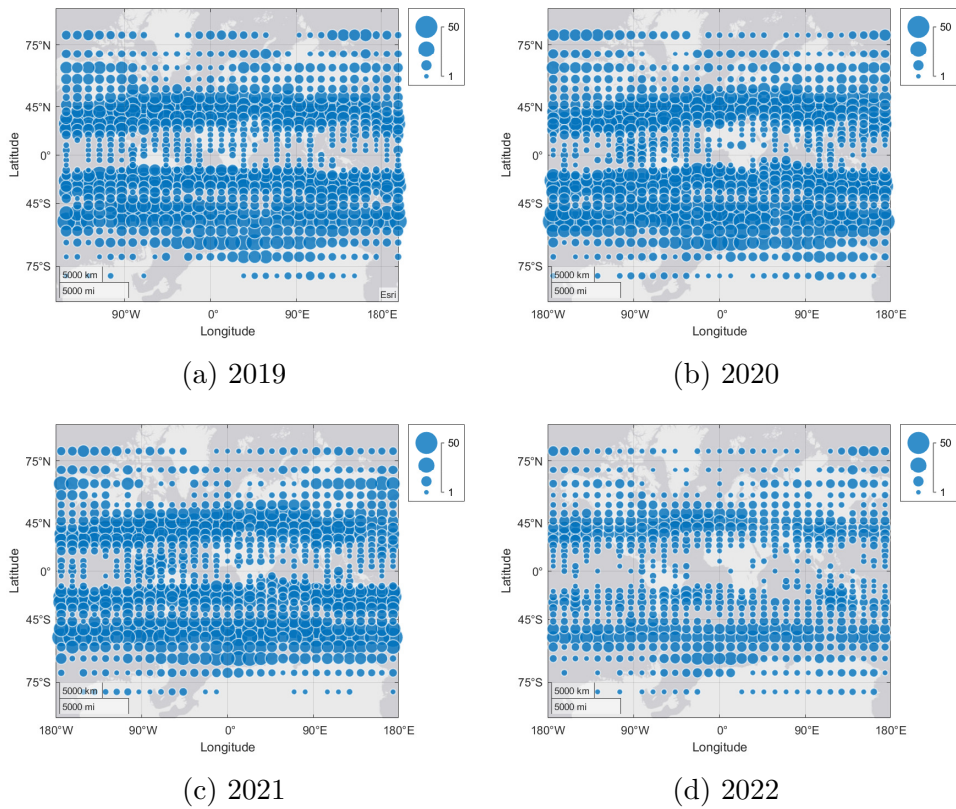 75°N
45°N
0°
45°S
75°S
Latitude
5000 km
5000 mi
Esri
90°W
0°
90°E
180°E
Longitude
50
1
(a) 2019
75°N
45°N
0°
45°S
75°S
Latitude
5000 km
5000 mi
180°W
90°W
0°
90°E
180°E
Longitude
50
1
(b) 2020
75°N
45°N
0°
45°S
75°S
Latitude
5000 km
5000 mi
180°W
90°W
0°
90°E
180°E
Longitude
50
1
(c) 2021
75°N
45°N
0°
45°S
75°S
Latitude
5000 km
5000 mi
180°W
90°W
0°
90°E
180°E
Longitude
50
1
(d) 2022